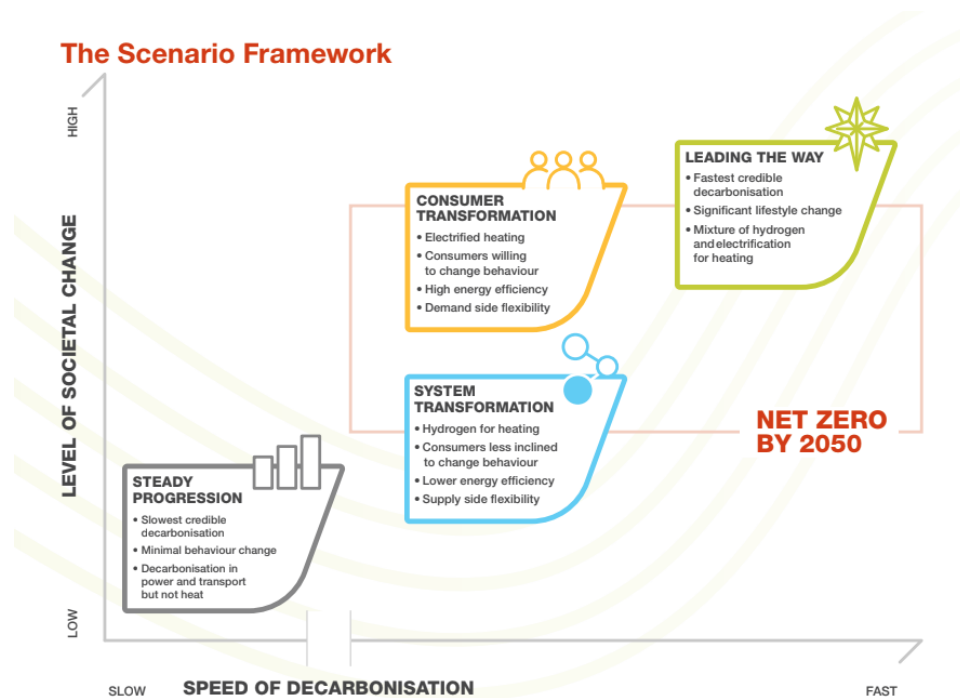 The Scenario Framework
HIGH
LEVEL OF SOCIETAL CHANGE
LOW
LEADING THE WAY
• Fastest credible
decarbonisation
• Significant lifestyle change
• Mixture of hydrogen
and electrification
for heating
CONSUMER
TRANSFORMATION
• Electrified heating
• Consumers willing
to change behaviour
• High energy efficiency
• Demand side flexibility
SYSTEM
TRANSFORMATION
• Hydrogen for heating
• Consumers less inclined
to change behaviour
• Lower energy efficiency
• Supply side flexibility
NET ZERO
BY 2050
STEADY
PROGRESSION
• Slowest credible
decarbonisation
• Minimal behaviour change
• Decarbonisation in
power and transport
but not heat
SLOW
SPEED OF DECARBONISATION
FAST